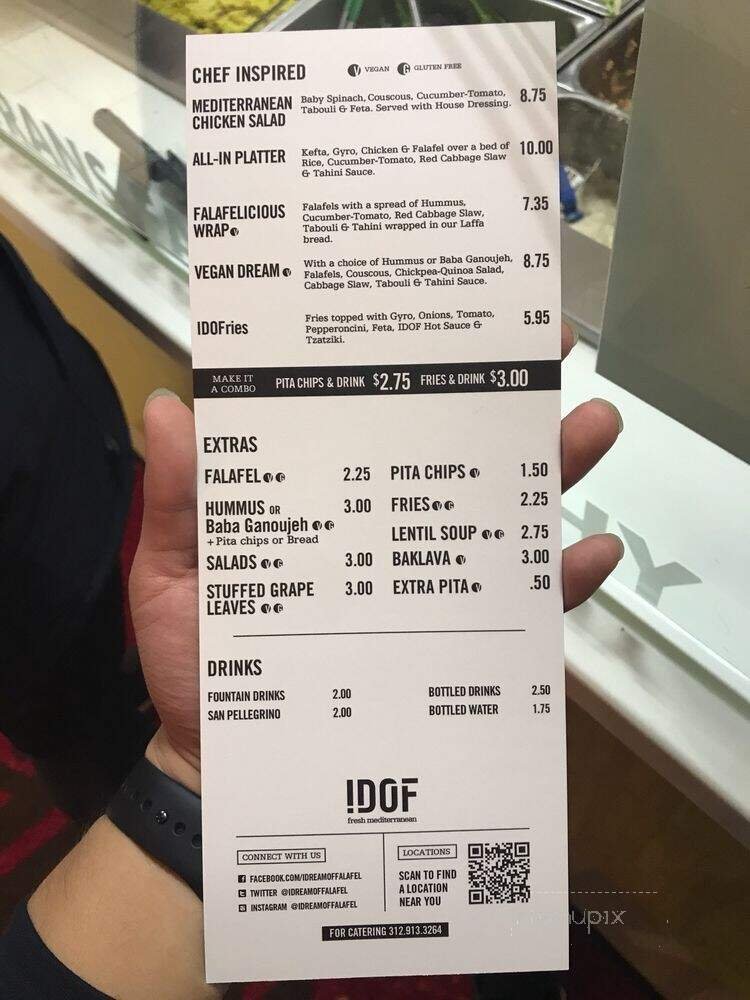 CHEF INSPIRED
V VEGAN G GLUTEN FREE
MEDITERRANEAN
CHICKEN SALAD
Baby Spinach, Couscous, Cucumber-Tomato,
Tabouli & Feta. Served with House Dressing.
8.75
ALL-IN PLATTER
Kefta, Gyro, Chicken & Falafel over a bed of
Rice, Cucumber-Tomato, Red Cabbage Slaw
& Tahini Sauce.
10.00
FALAFELICIOUS
WRAP V
Falafels with a spread of Hummus,
Cucumber-Tomato, Red Cabbage Slaw,
Tabouli & Tahini wrapped in our Laffa
bread.
7.35
VEGAN DREAM V
With a choice of Hummus or Baba Ganoujeh,
Falafels, Couscous, Chickpea-Quinoa Salad,
Cabbage Slaw, Tabouli & Tahini Sauce.
8.75
IDOFries
Fries topped with Gyro, Onions, Tomato,
Pepperoncini, Feta, IDOF Hot Sauce &
Tzatziki.
5.95
MAKE IT
A COMBO
PITA CHIPS & DRINK $2.75 FRIES & DRINK $3.00
EXTRAS
FALAFEL V G 2.25
HUMMUS OR
Baba Ganoujeh V G
+ Pita chips or Bread
3.00
SALADS V G 3.00
STUFFED GRAPE
LEAVES V G
3.00
PITA CHIPS V 1.50
FRIES V G 2.25
LENTIL SOUP V G 2.75
BAKLAVA V 3.00
EXTRA PITA V .50
DRINKS
FOUNTAIN DRINKS 2.00
SAN PELLEGRINO 2.00
BOTTLED DRINKS 2.50
BOTTLED WATER 1.75
!DOF
fresh mediterranean
CONNECT WITH US
FACEBOOK.COM/IDREAMOFFALAFEL
TWITTER @IDREAMOFFALAFEL
INSTAGRAM @IDREAMOFFALAFEL
LOCATIONS
SCAN TO FIND
A LOCATION
NEAR YOU
FOR CATERING 312.913.3264